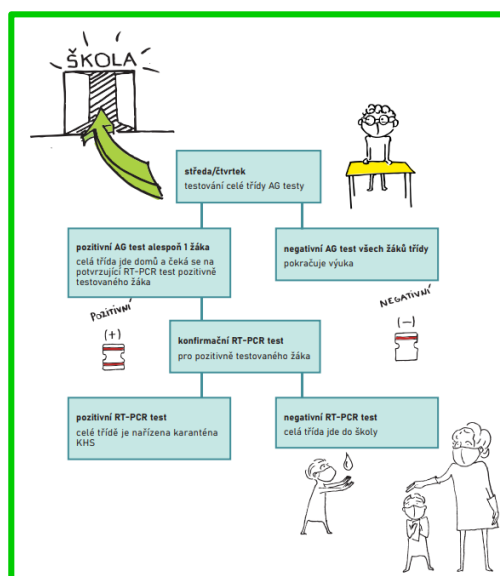 ŠKOLA
středa/čtvrtek
testování celé třídy AG testy
pozitivní AG test alespoň 1 žáka
celá třída jde domů a čeká se na
potvrzující RT-PCR test pozitivně
testovaného žáka
negativní AG test všech žáků třídy
pokračuje výuka
POZITIVNÍ
(+)
NEGATIVNÍ
(−)
konfirmační RT-PCR test
pro pozitivně testovaného žáka
pozitivní RT-PCR test
celé třídě je nařízena karanténa
KHS
negativní RT-PCR test
celá třída jde do školy